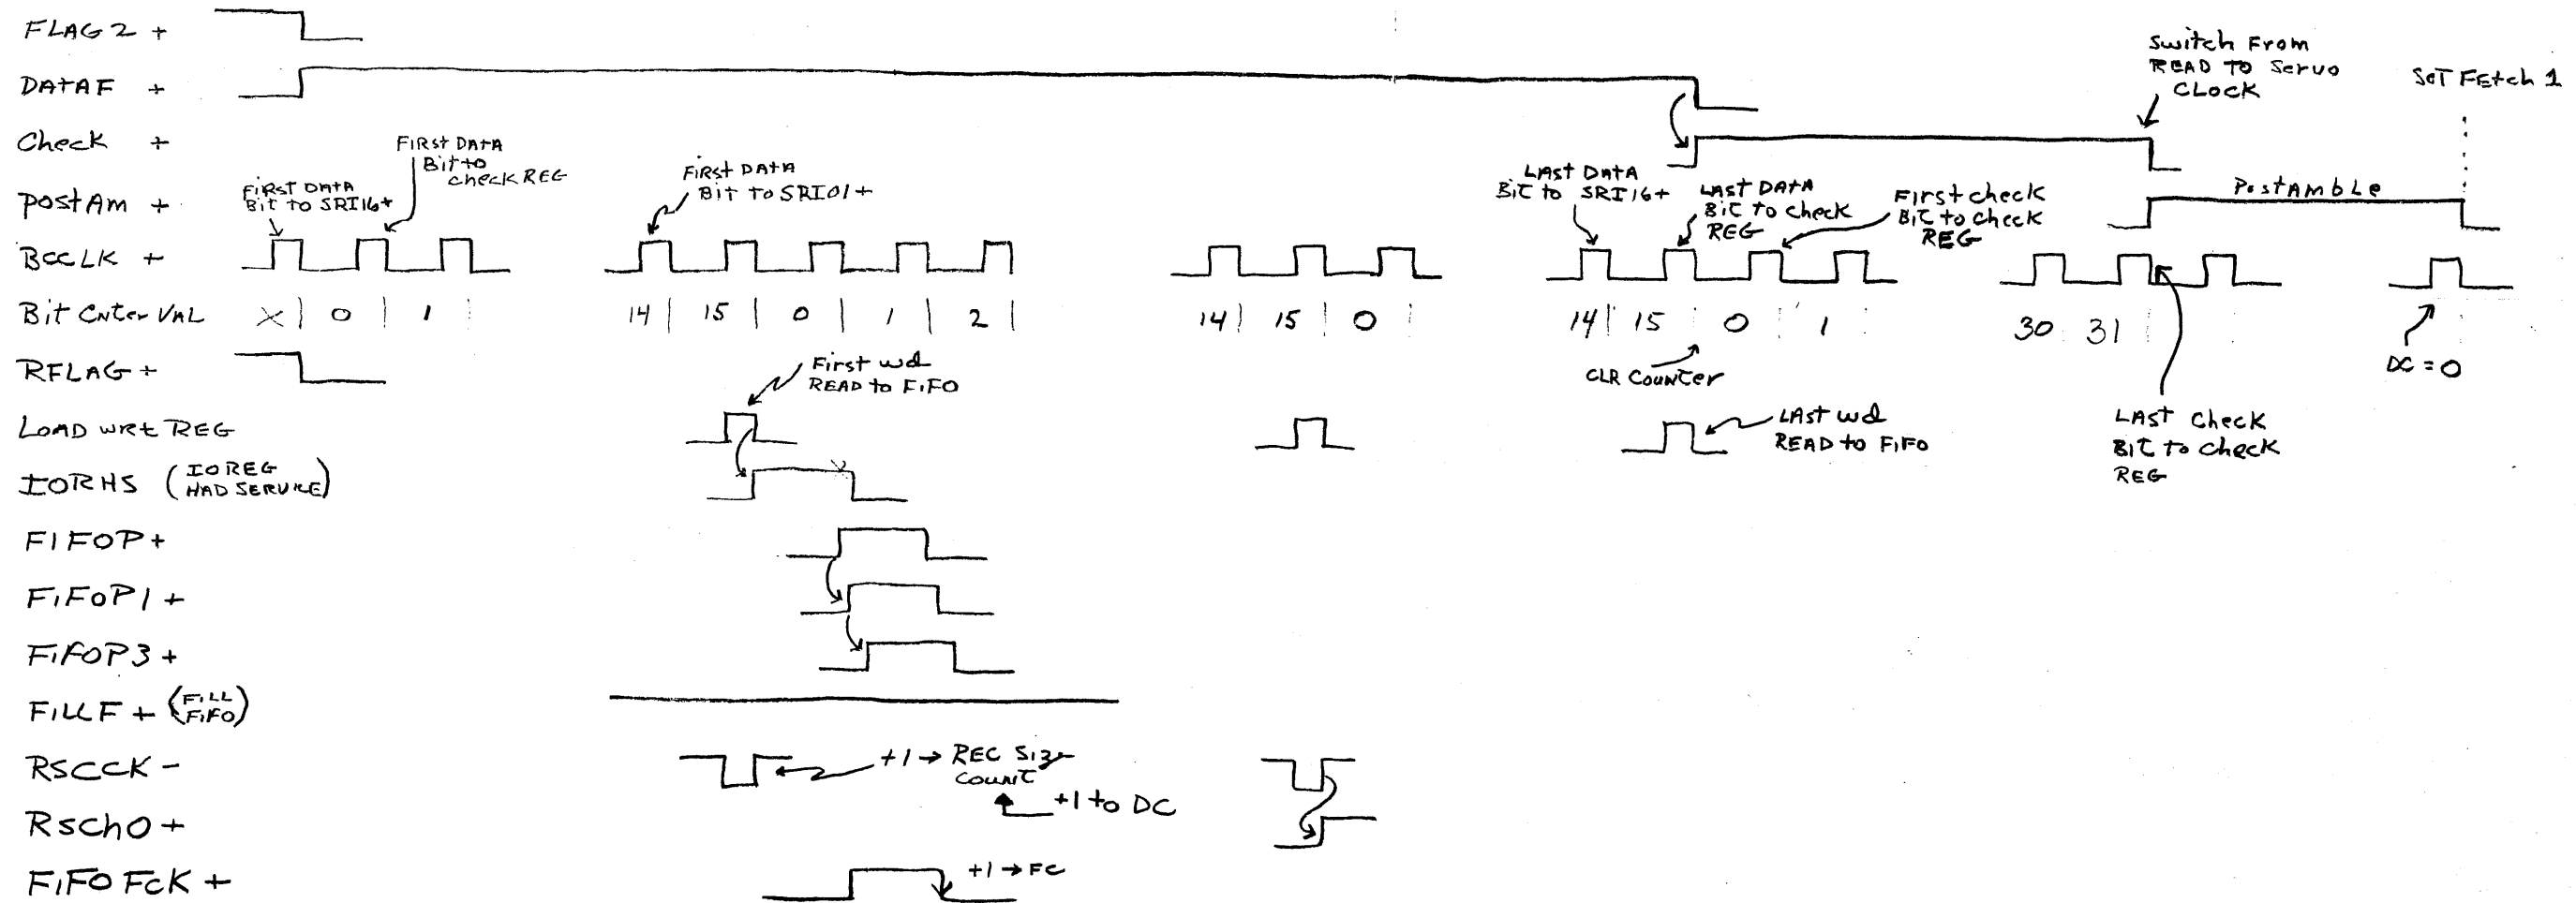 FLAG2 +
Switch From
READ TO Servo
CLOCK
SeT FEtch 1
DATAF +
Check +
First DATA
Bit to
check REG
First DATA
Bit to SRI01+
LAST DATA
Bit to SRI16+
LAST DATA
Bit to check
REG
First check
Bit to check
REG
PostAmbLe
First DATA
Bit to SRI16+
PostAm +
BCCLK +
Bit Cnter VAL X 0 1 14 15 0 1 2 14 15 0 14 15 0 1 30 31
DC = 0
CLR COUNTer
RFLAG +
First wd
READ to FIFO
LOAD wRt REG
LAst wd
READ to FIFO
LAst Check
Bit to check
REG
IORHS (IOREG
HAD SERVICE)
FIFOP+
FIFOP1+
FIFOP3+
FILLF + (FILL
FIFO)
RSCCK -
+1 → REC Size
Count
+1 to DC
RSChO +
FIFO FcK +
+1 → FC